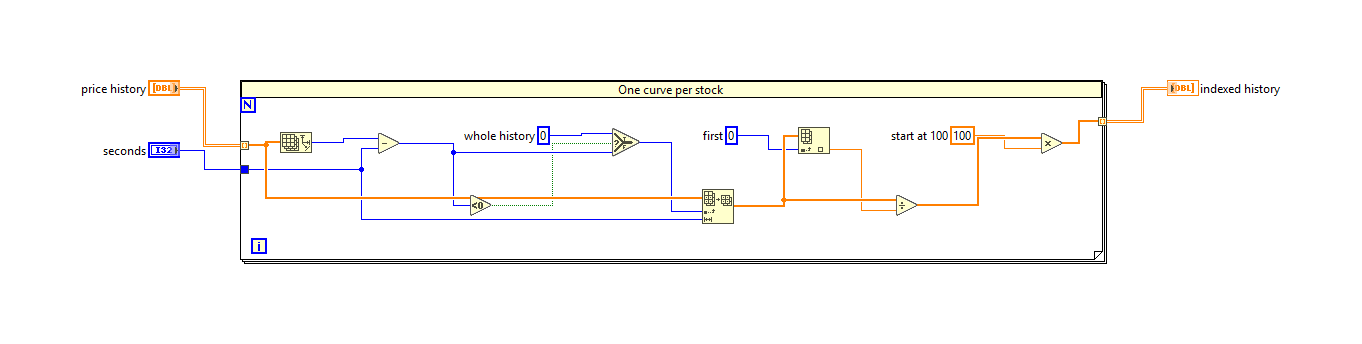 One curve per stock
price history
[DBL]
[DBL]
indexed history
N
seconds
I32
whole history
0
first
0
start at 100
100
?
T
F
-
x
<0
÷
i